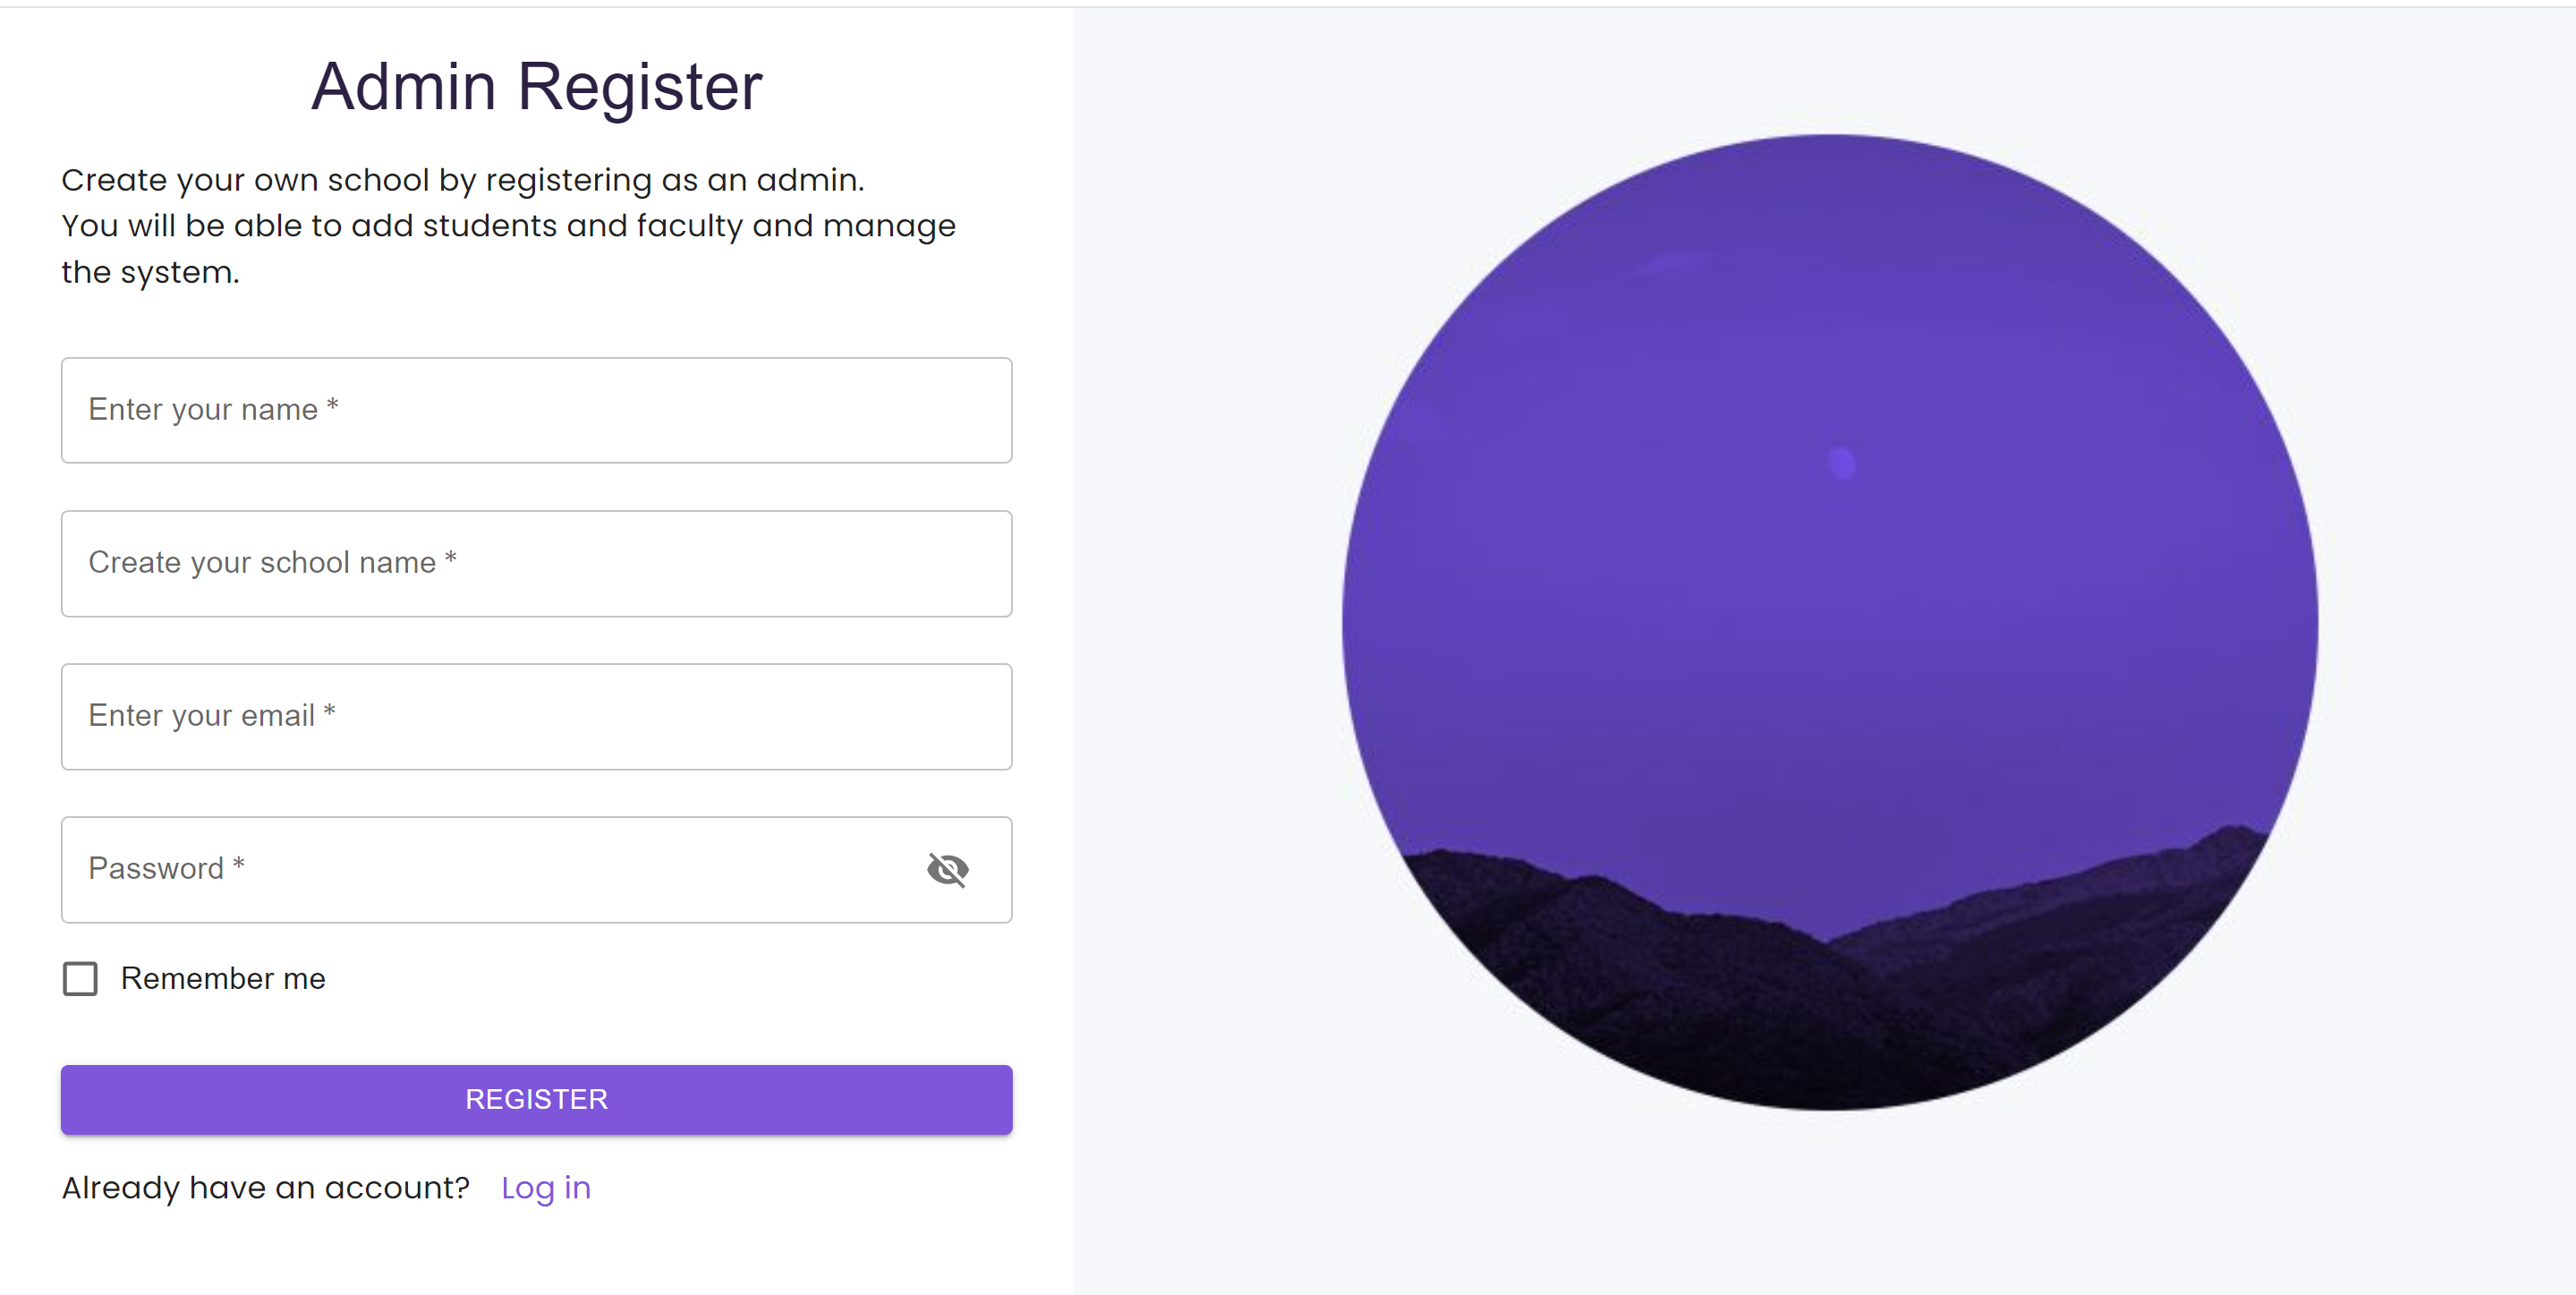 Admin Register
Create your own school by registering as an admin.
You will be able to add students and faculty and manage
the system.
Enter your name *
Create your school name *
Enter your email *
Password *
Remember me
REGISTER
Already have an account? Log in